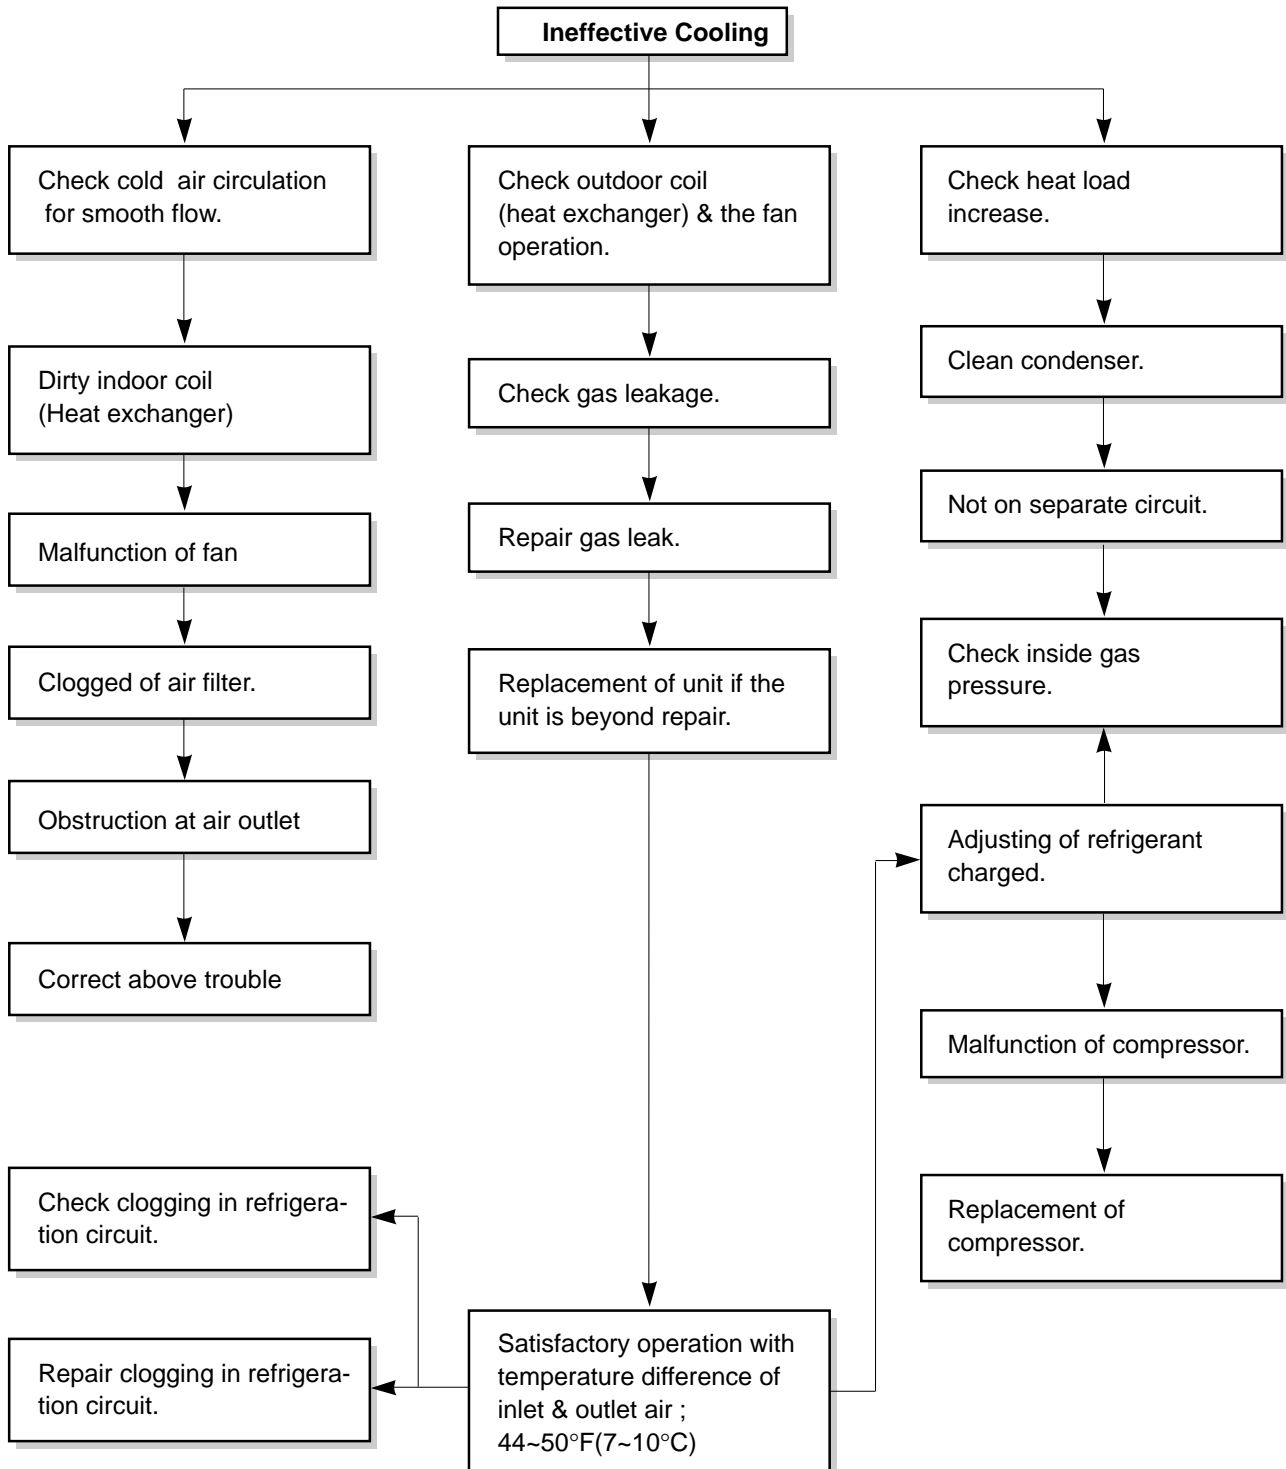 Ineffective Cooling
Check cold air circulation
for smooth flow.
Dirty indoor coil
(Heat exchanger)
Malfunction of fan
Clogged of air filter.
Obstruction at air outlet
Correct above trouble
Check outdoor coil
(heat exchanger) & the fan
operation.
Check gas leakage.
Repair gas leak.
Replacement of unit if the
unit is beyond repair.
Check heat load
increase.
Clean condenser.
Not on separate circuit.
Check inside gas
pressure.
Adjusting of refrigerant
charged.
Malfunction of compressor.
Replacement of
compressor.
Check clogging in refrigera-
tion circuit.
Repair clogging in refrigera-
tion circuit.
Satisfactory operation with
temperature difference of
inlet & outlet air ;
44~50°F(7~10°C)